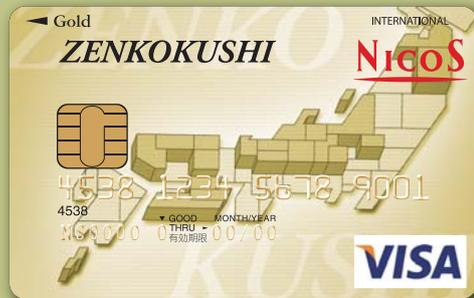 ◄ Gold
ZENKOKUSHI
INTERNATIONAL
NICOS
4538 1234 5678 9001
4538
▼ GOOD MONTH/YEAR
THRU ►
有効期限
00/00
VISA